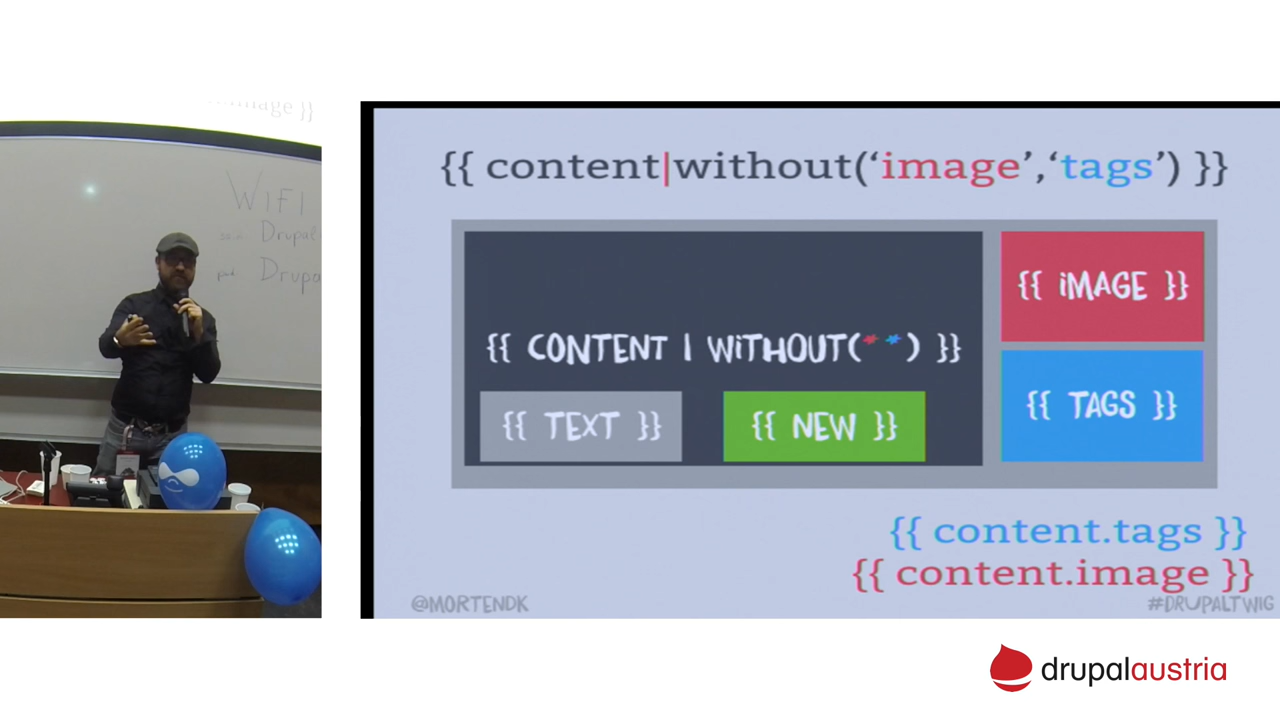 mage }}
WIFI
Drupal
Drupa
{{ content|without(‘image’,‘tags’) }}
{{ CONTENT | WiTHOUT(* *) }}
{{ TEXT }}
{{ NEW }}
{{ iMAGE }}
{{ TAGS }}
{{ content.tags }}
{{ content.image }}
@MORTENDK
#DRUPALTWIG
drupalaustria